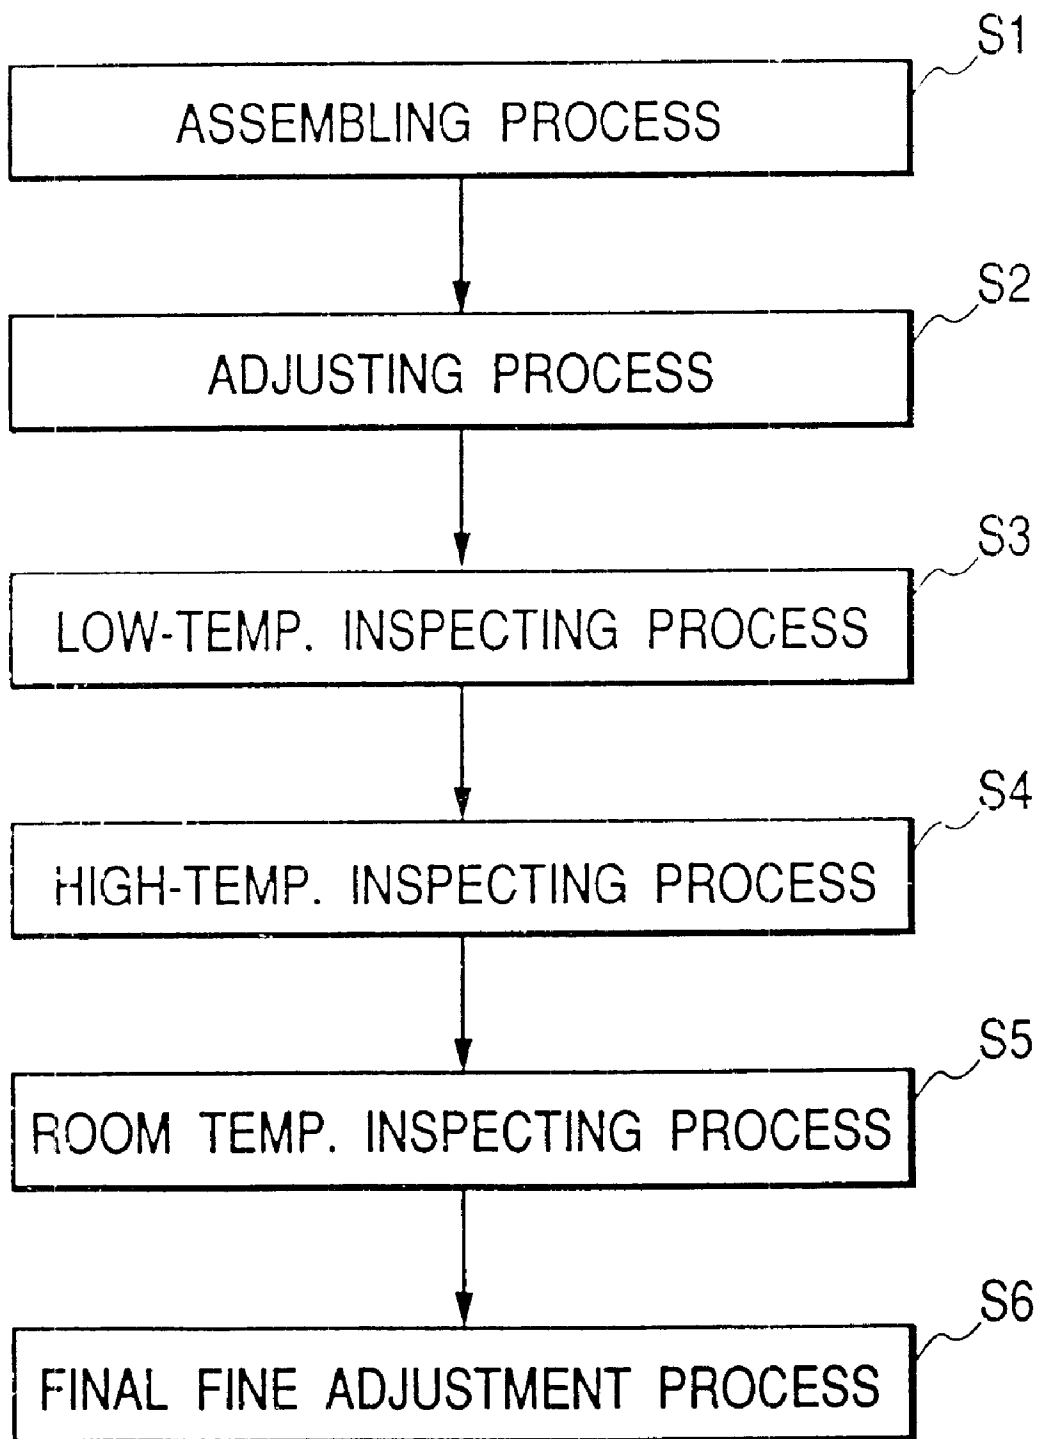 S1
ASSEMBLING PROCESS
S2
ADJUSTING PROCESS
S3
LOW-TEMP. INSPECTING PROCESS
S4
HIGH-TEMP. INSPECTING PROCESS
S5
ROOM TEMP. INSPECTING PROCESS
S6
FINAL FINE ADJUSTMENT PROCESS